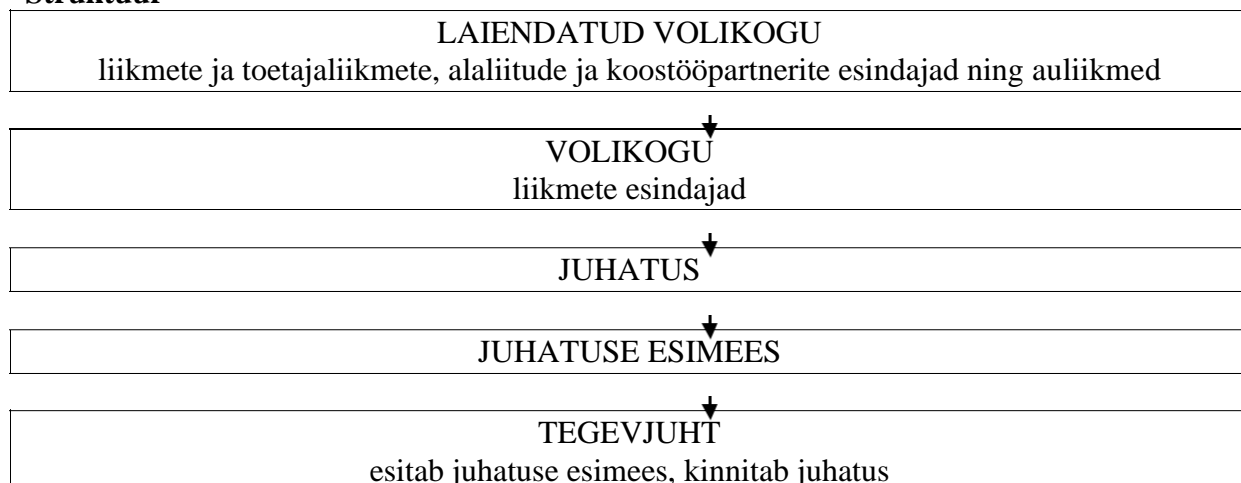 Struktuur
LAIENDATUD VOLIKOGU
liikmete ja toetajaliikmete, alaliitude ja koostööpartnerite esindajad ning auliikmed
VOLIKOGU
liikmete esindajad
JUHATUS
JUHATUSE ESIMEES
TEGEVJUHT
esitab juhatuse esimees, kinnitab juhatus